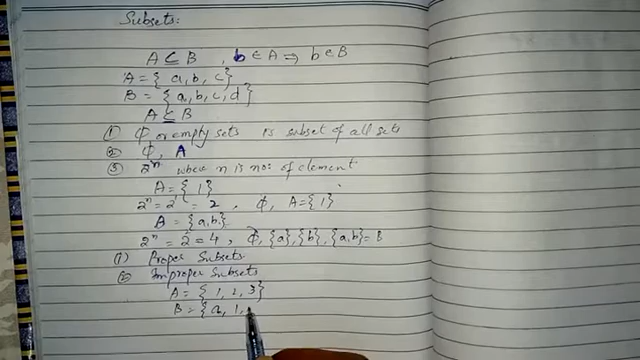 Subsets:
A ⊆ B , b ∈ A ⇒ b ∈ B
A = { a, b, c}
B = { a, b, c, d}
A ⊆ B
① Φ or empty sets is subset of all sets
② Φ, A
③ 2ⁿ where n is no: of element
A = { 1}
2ⁿ = 2¹ = 2 , Φ, A={1}
A = {a,b}
2ⁿ = 2² = 4 , Φ, {a}, {b}, {a,b} = B
(1) Proper Subsets
(2) Improper Subsets
A = { 1, 2, 3}
B = {a, 1,